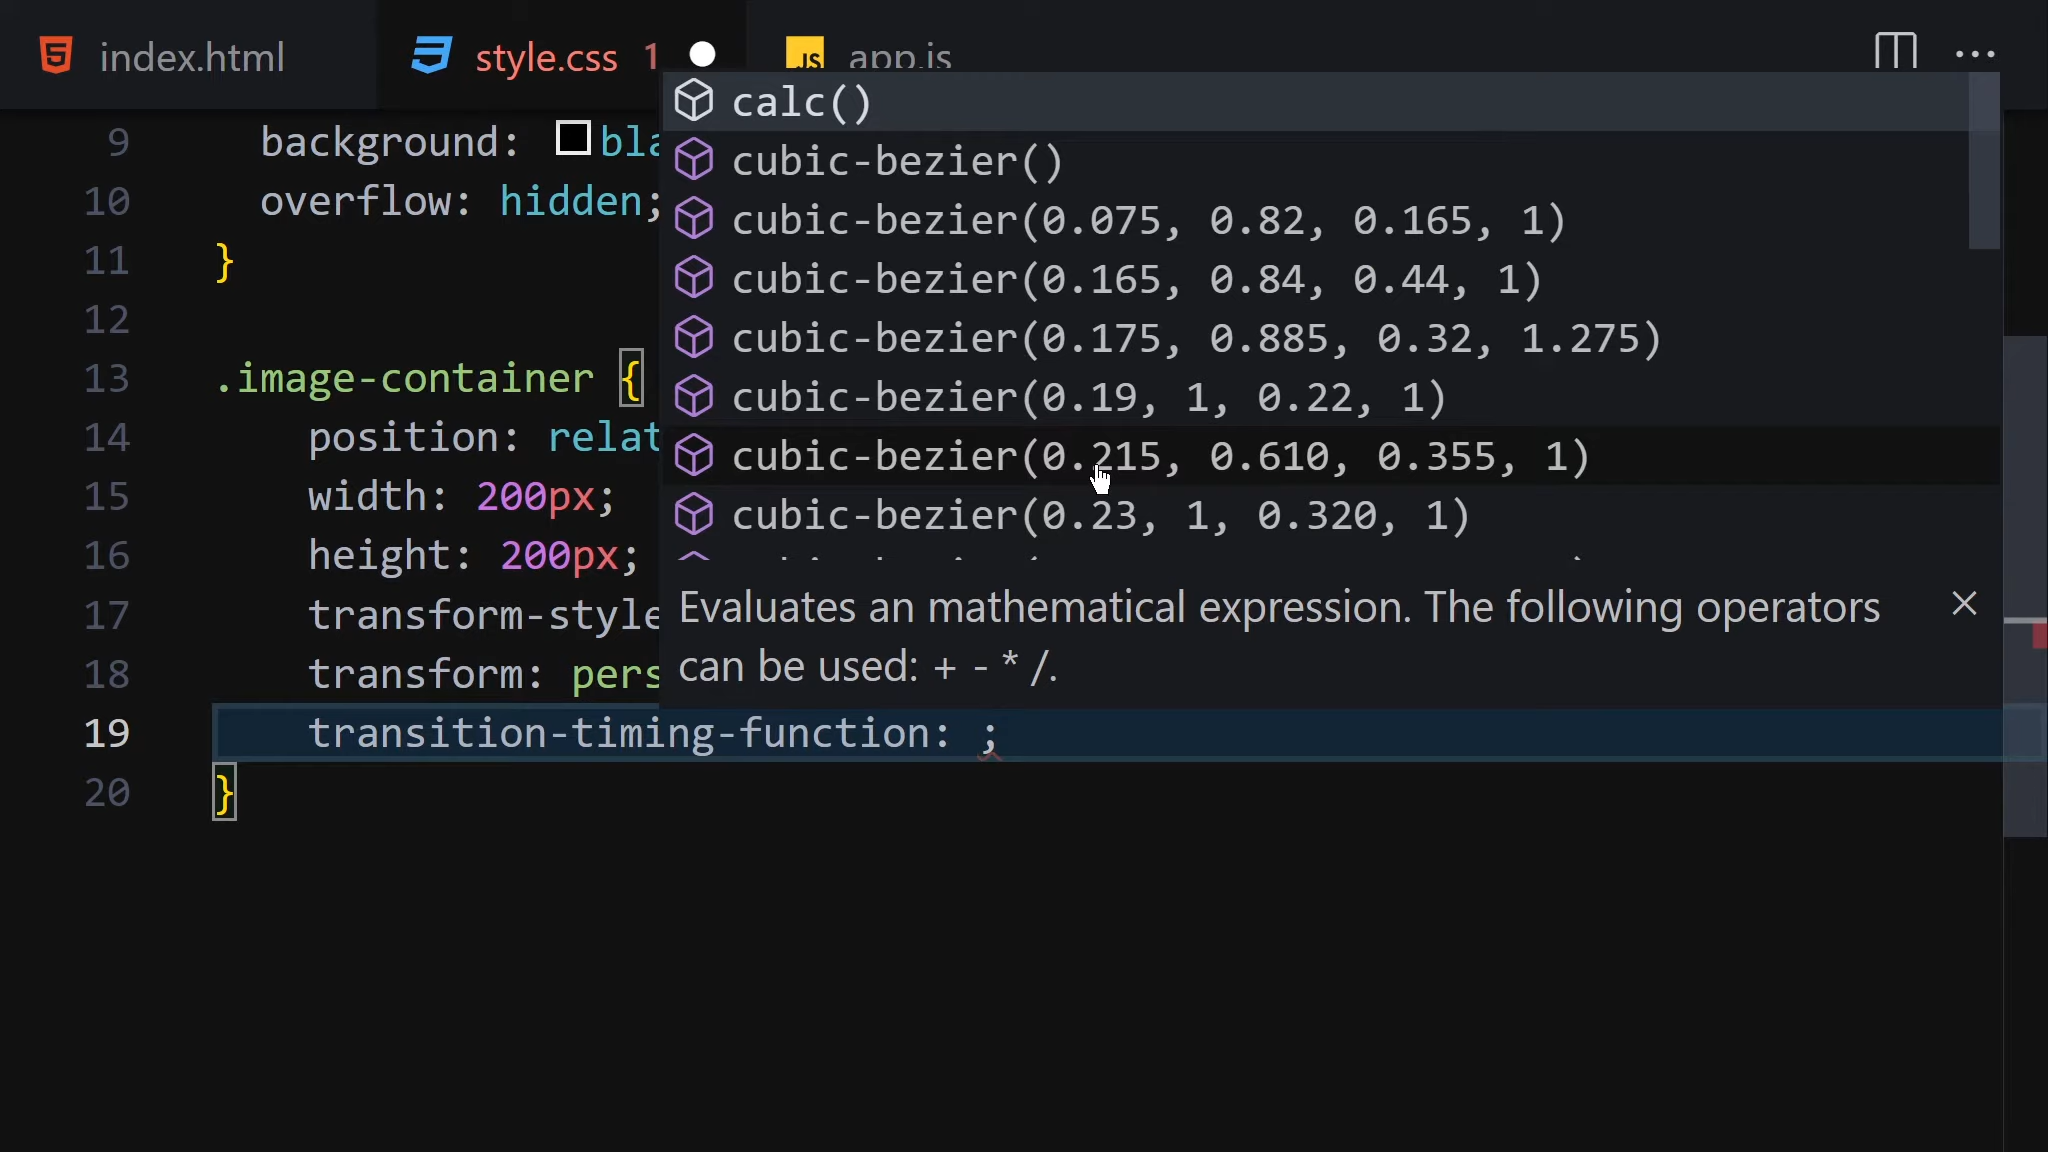 index.html style.css 1 app.js
9 background: bla
10 overflow: hidden;
11 }
12
13 .image-container {
14 position: relat
15 width: 200px;
16 height: 200px;
17 transform-style
18 transform: pers
19 transition-timing-function: ;
20 }
calc()
cubic-bezier()
cubic-bezier(0.075, 0.82, 0.165, 1)
cubic-bezier(0.165, 0.84, 0.44, 1)
cubic-bezier(0.175, 0.885, 0.32, 1.275)
cubic-bezier(0.19, 1, 0.22, 1)
cubic-bezier(0.215, 0.610, 0.355, 1)
cubic-bezier(0.23, 1, 0.320, 1)
Evaluates an mathematical expression. The following operators
can be used: + - * /.